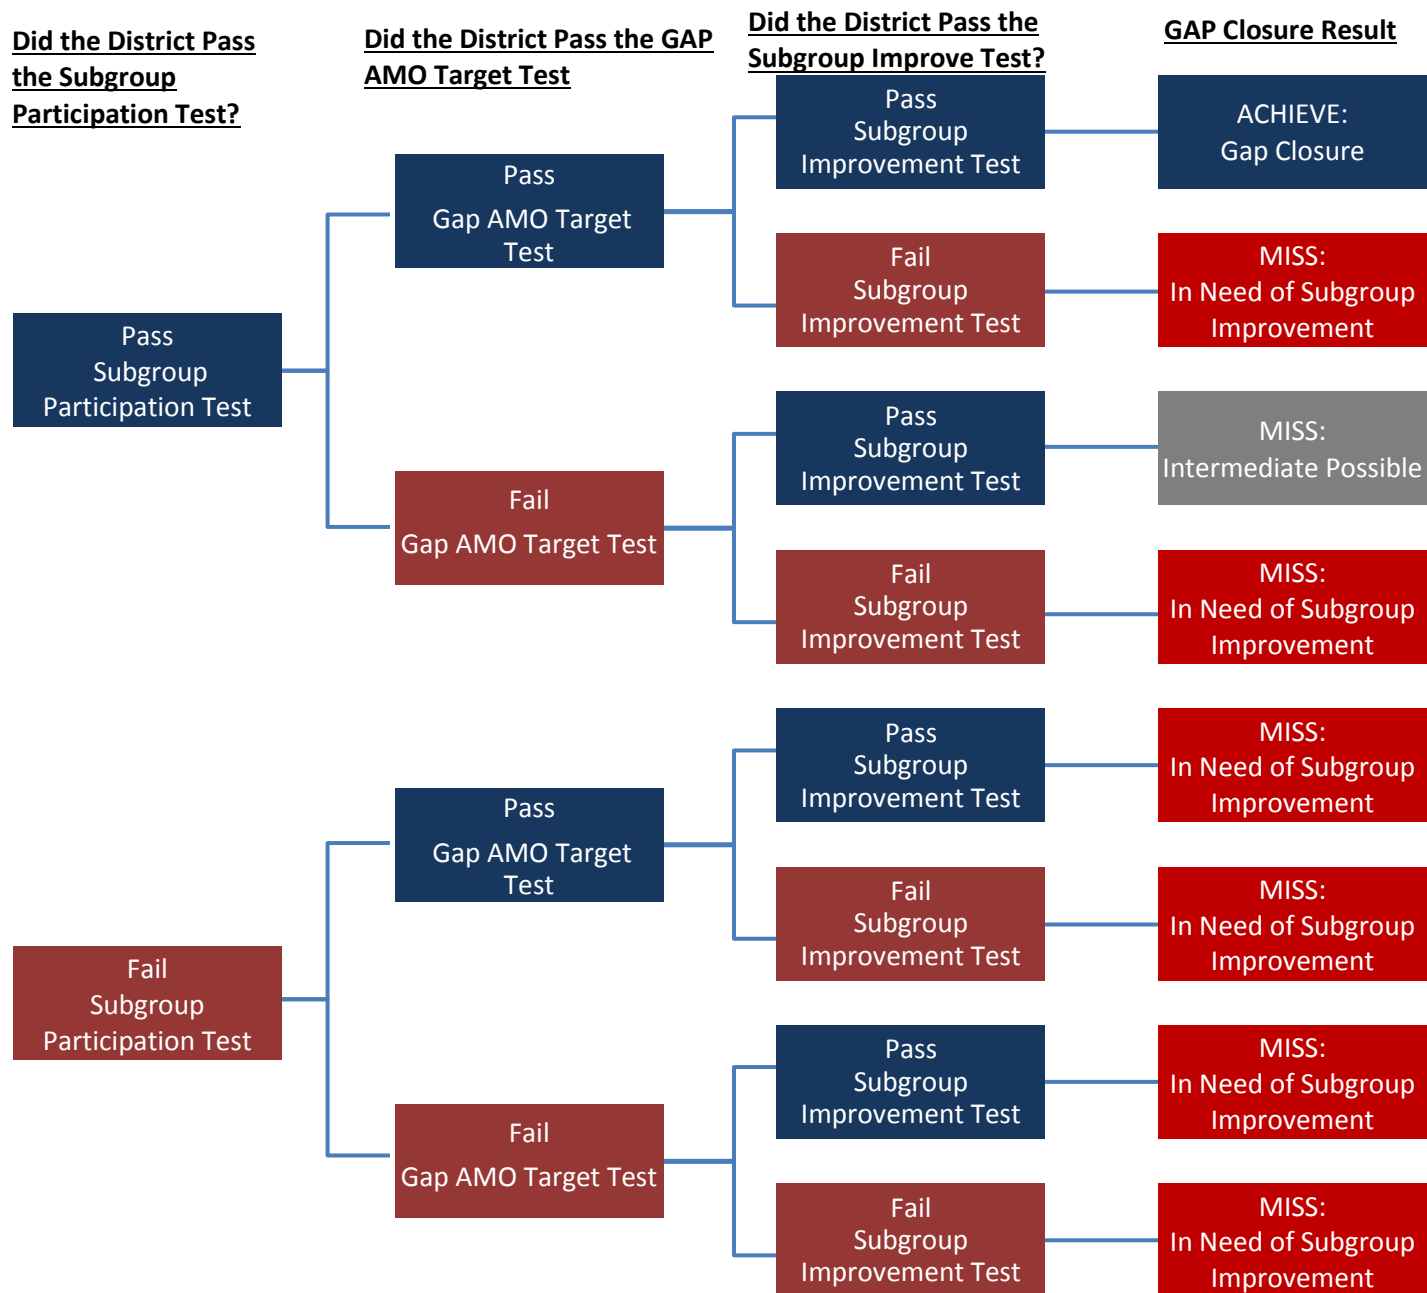 Did the District Pass
the Subgroup
Participation Test?
Did the District Pass the GAP
AMO Target Test
Did the District Pass the
Subgroup Improve Test?
GAP Closure Result
Pass
Subgroup
Participation Test
Pass
Gap AMO Target
Test
Pass
Subgroup
Improvement Test
ACHIEVE:
Gap Closure
Fail
Subgroup
Improvement Test
MISS:
In Need of Subgroup
Improvement
Fail
Gap AMO Target Test
Pass
Subgroup
Improvement Test
MISS:
Intermediate Possible
Fail
Subgroup
Improvement Test
MISS:
In Need of Subgroup
Improvement
Fail
Subgroup
Participation Test
Pass
Gap AMO Target
Test
Pass
Subgroup
Improvement Test
MISS:
In Need of Subgroup
Improvement
Fail
Subgroup
Improvement Test
MISS:
In Need of Subgroup
Improvement
Fail
Gap AMO Target Test
Pass
Subgroup
Improvement Test
MISS:
In Need of Subgroup
Improvement
Fail
Subgroup
Improvement Test
MISS:
In Need of Subgroup
Improvement